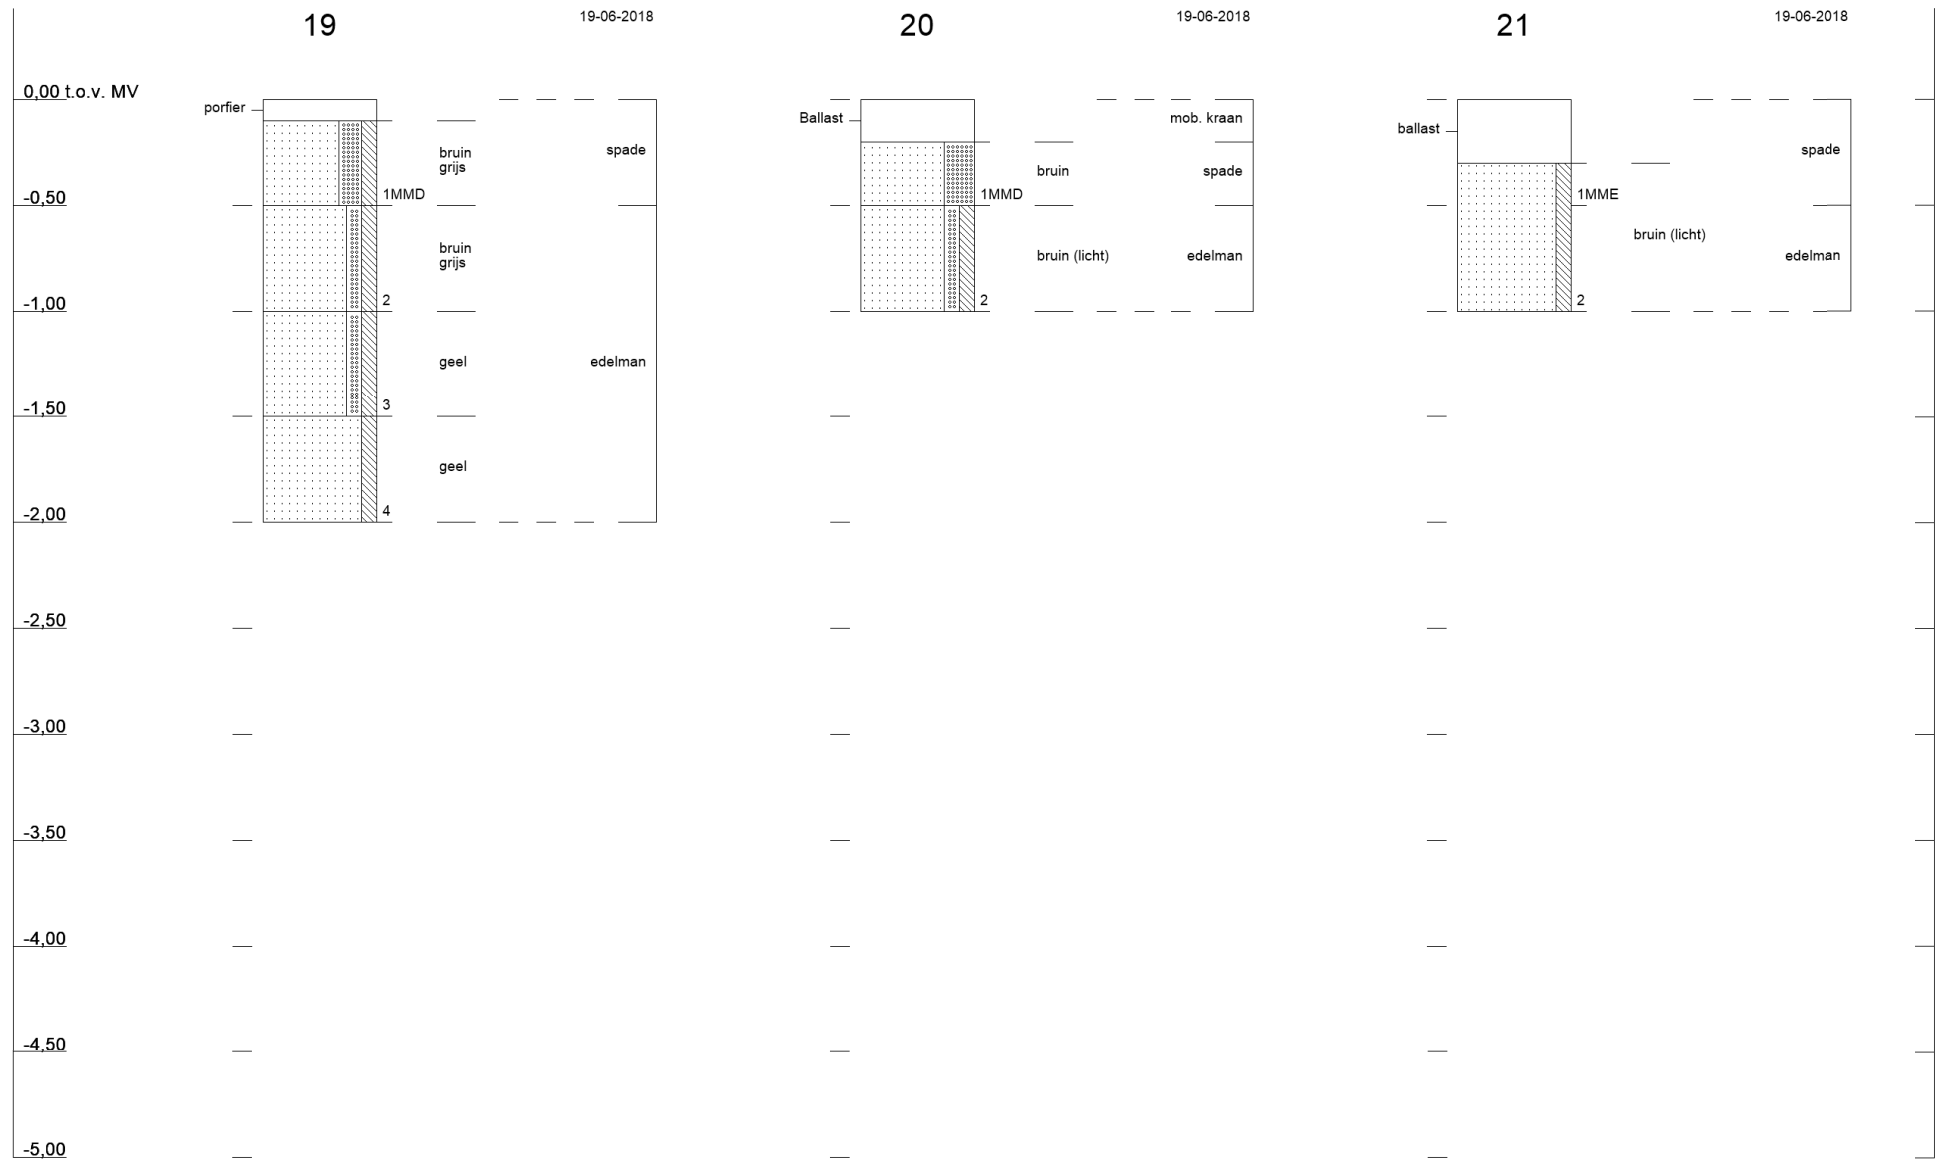 19
19-06-2018
20
19-06-2018
21
19-06-2018
0,00 t.o.v. MV
porfier
Ballast
mob. kraan
ballast
bruin
grijs
spade
bruin
spade
spade
-0,50
1MMD
1MMD
1MME
bruin
grijs
bruin (licht)
edelman
bruin (licht)
edelman
-1,00
2
2
2
geel
edelman
-1,50
3
geel
-2,00
4
-2,50
-3,00
-3,50
-4,00
-4,50
-5,00